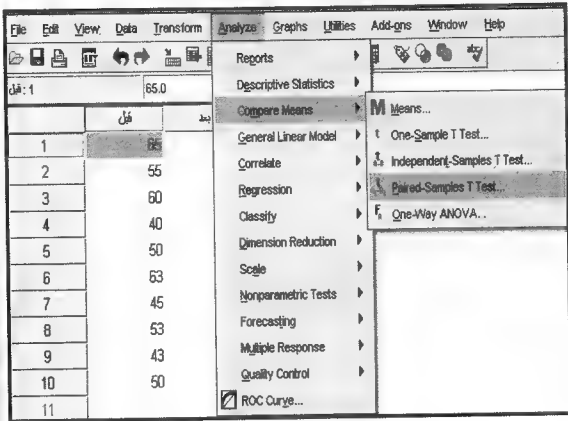 File Edit View Data Transform Analyze Graphs Utilities Add-ons Window Help
قبل: 1 65.0
Reports
Descriptive Statistics
Compare Means
General Linear Model
Correlate
Regression
Classify
Dimension Reduction
Scale
Nonparametric Tests
Forecasting
Multiple Response
Quality Control
ROC Curve...
M Means...
t One-Sample T Test...
Independent-Samples T Test...
Paired-Samples T Test...
One-Way ANOVA...
قبل
1 65
2 55
3 60
4 40
5 50
6 63
7 45
8 53
9 43
10 50
11